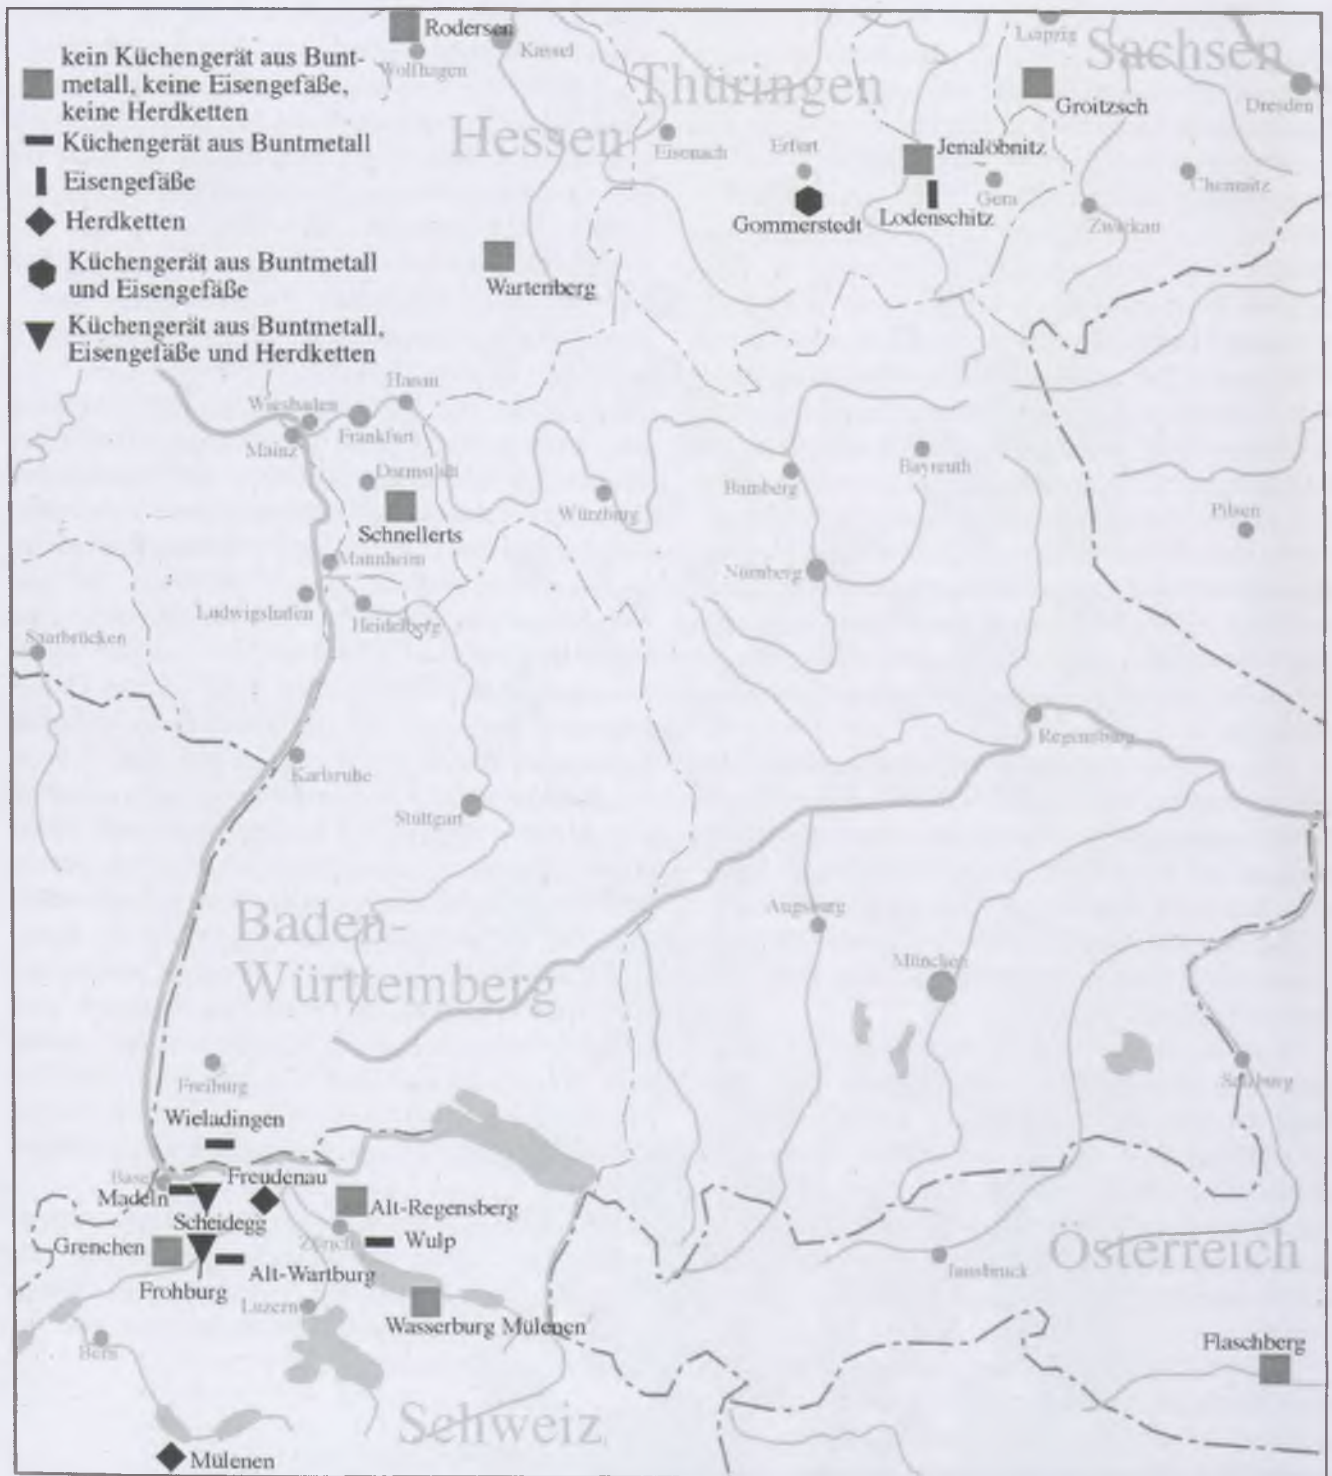 kein Küchengerät aus Bunt-
metall, keine Eisengefäße,
keine Herdketten
Küchengerät aus Buntmetall
Eisengefäße
Herdketten
Küchengerät aus Buntmetall
und Eisengefäße
Küchengerät aus Buntmetall,
Eisengefäße und Herdketten
Rodersen
Kassel
Wolfhagen
Leipzig
Sachsen
Thüringen
Groitzsch
Dresden
Hessen
Eisenach
Erfurt
Jenalöbnitz
Gera
Chemnitz
Gommerstedt
Lodenschitz
Zwickau
Wartenberg
Hanau
Wiesbaden
Mainz
Frankfurt
Darmstadt
Bayreuth
Bamberg
Würzburg
Pilsen
Schnellerts
Mannheim
Nürnberg
Ludwigshafen
Heidelberg
Saarbrücken
Regensburg
Karlsruhe
Stuttgart
Augsburg
Baden-
Württemberg
München
Freiburg
Salzburg
Wieladingen
Basel
Freudenau
Madeln
Scheidegg
Alt-Regensberg
Grenchen
Zürich
Wulp
Österreich
Alt-Wartburg
Innsbruck
Frohburg
Luzern
Wasserburg Mülenen
Bern
Flaschberg
Schweiz
Mülenen